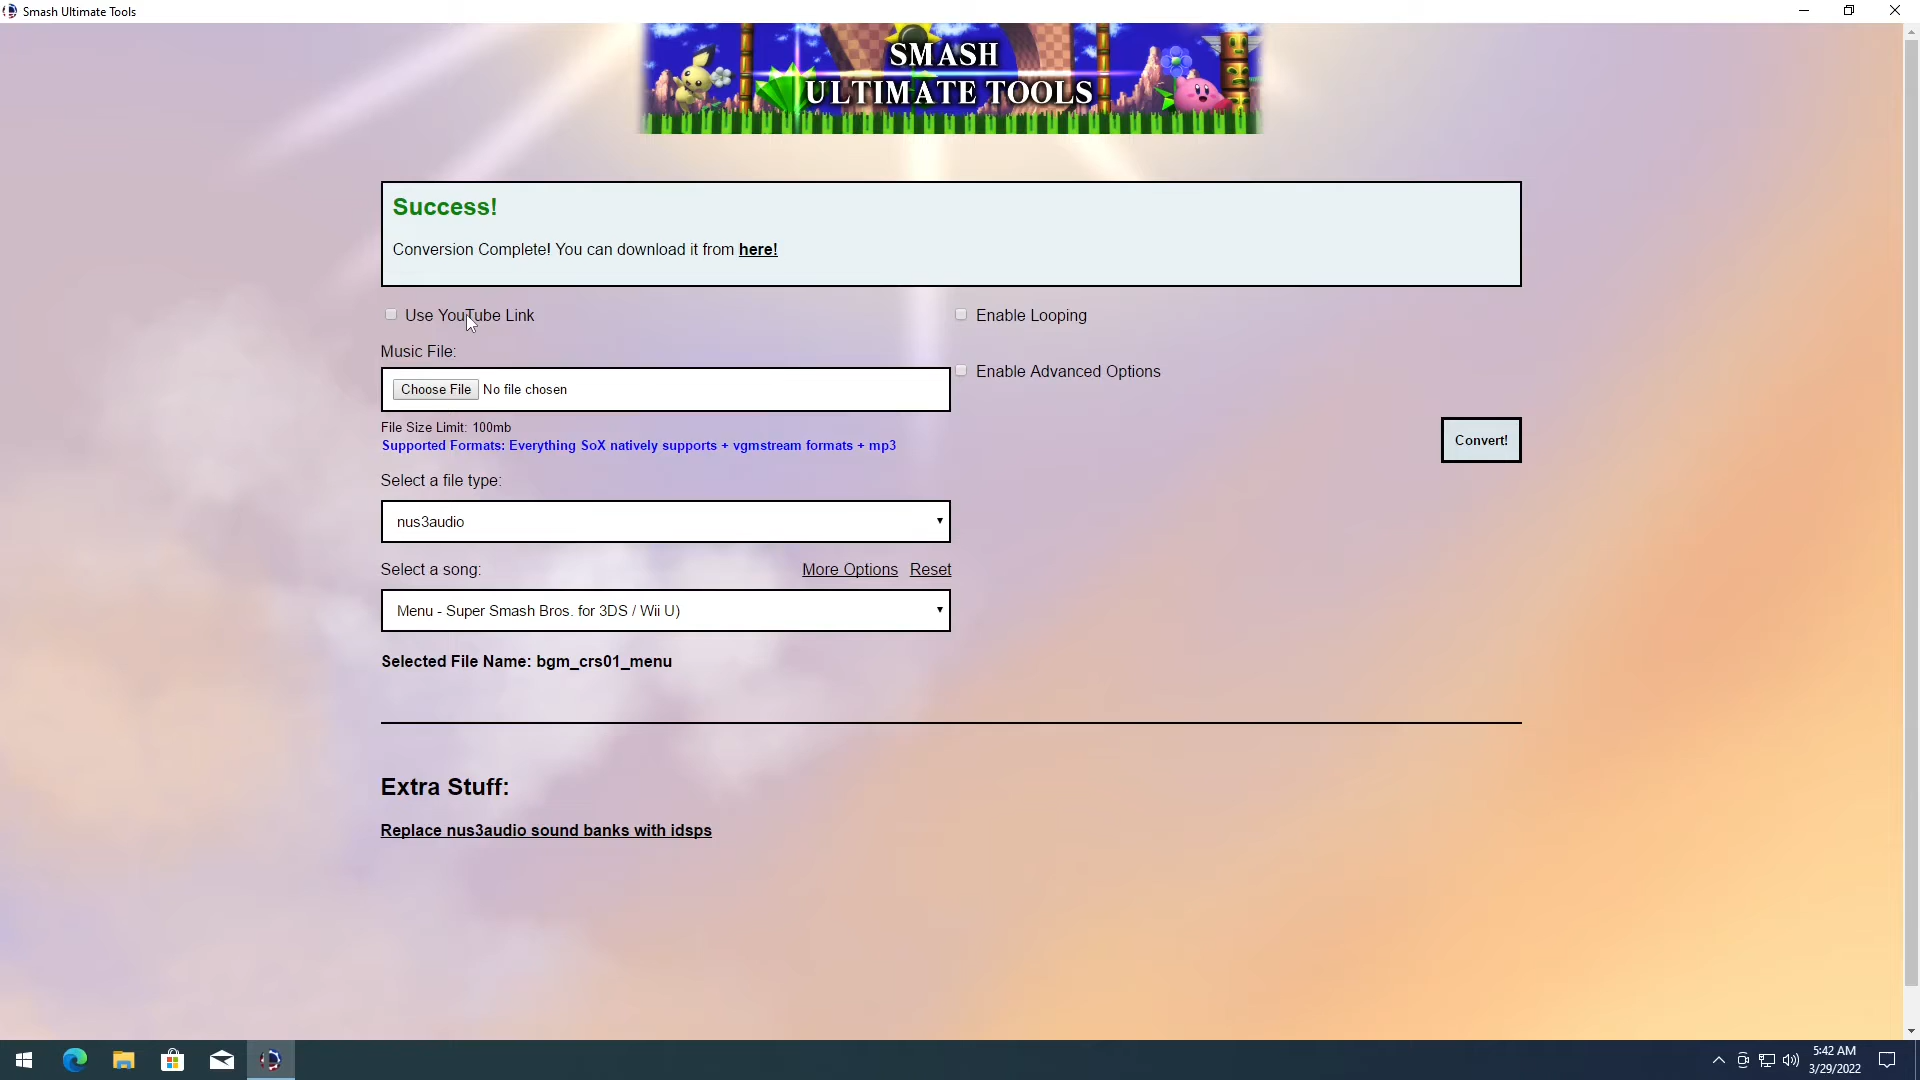 Smash Ultimate Tools
SMASH
ULTIMATE TOOLS
Success!
Conversion Complete! You can download it from here!
Use YouTube Link
Enable Looping
Music File:
Enable Advanced Options
Choose File No file chosen
File Size Limit: 100mb
Supported Formats: Everything SoX natively supports + vgmstream formats + mp3
Convert!
Select a file type:
nus3audio
Select a song:
More Options Reset
Menu - Super Smash Bros. for 3DS / Wii U)
Selected File Name: bgm_crs01_menu
Extra Stuff:
Replace nus3audio sound banks with idsps
5:42 AM
3/29/2022